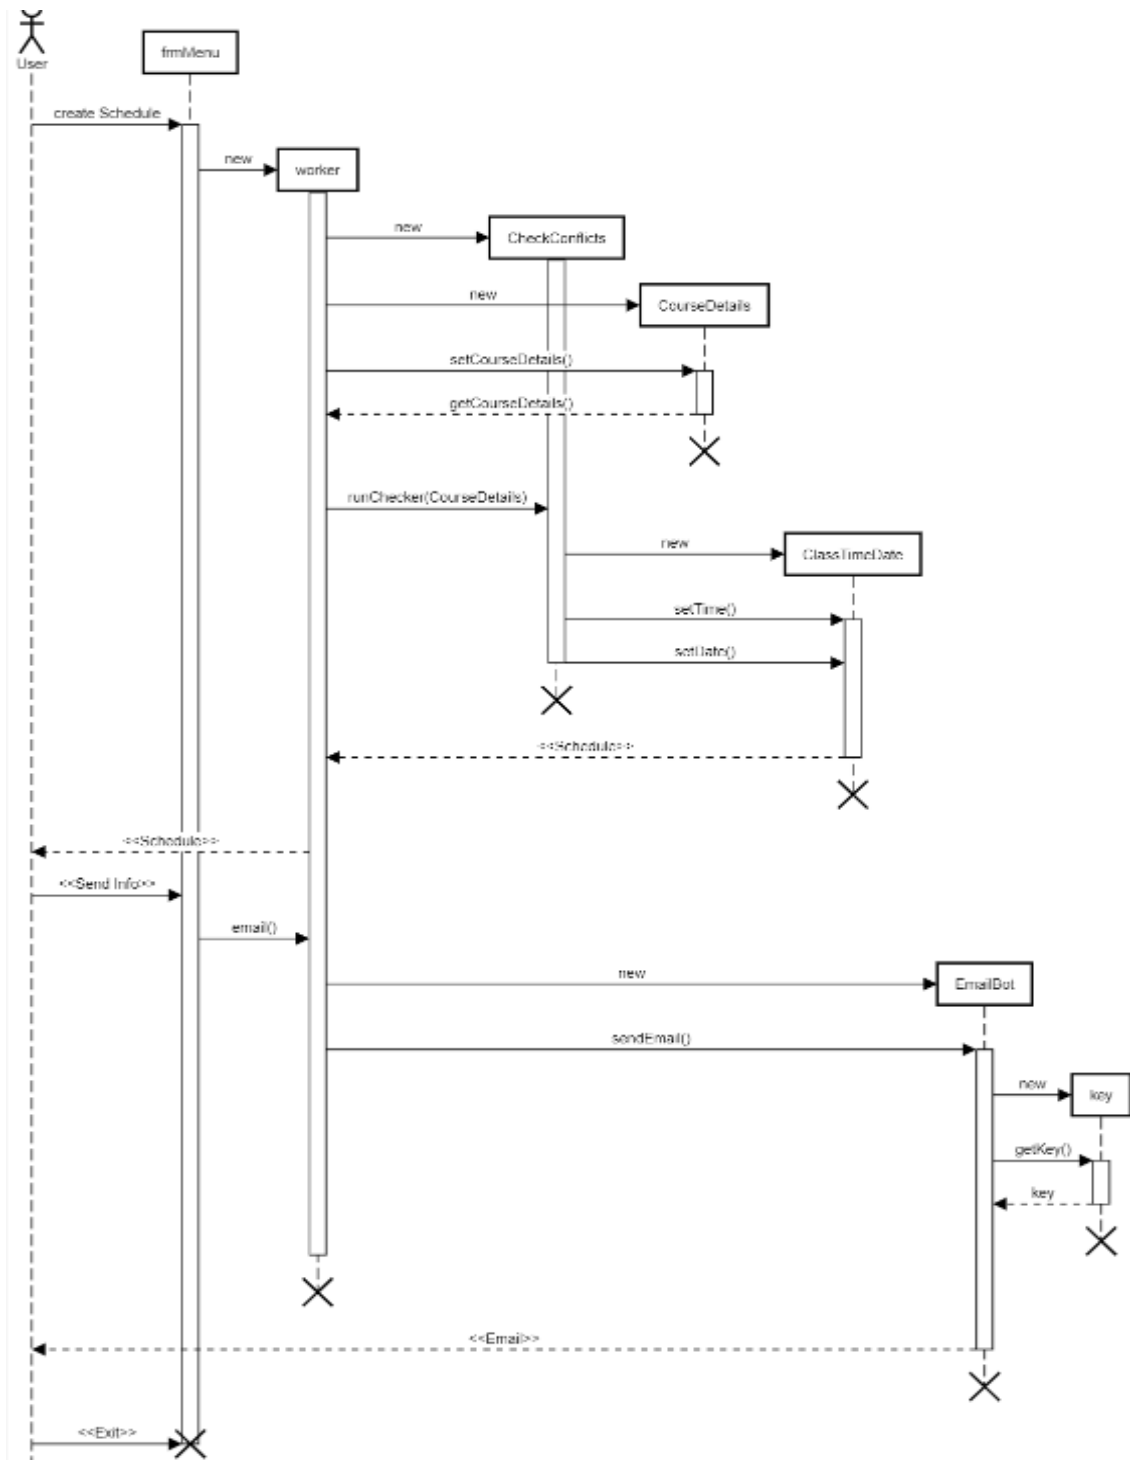 User
frmMenu
create Schedule
new
worker
new
CheckConflicts
new
CourseDetails
setCourseDetails()
getCourseDetails()
runChecker(CourseDetails)
new
ClassTimeDate
setTime()
setDate()
<<Schedule>>
<<Schedule>>
<<Send Info>>
email()
new
EmailBot
sendEmail()
new
key
getKey()
key
<<Email>>
<<Exit>>